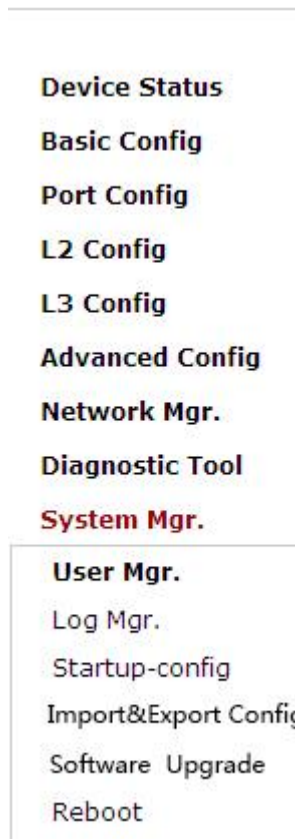 Device Status
Basic Config
Port Config
L2 Config
L3 Config
Advanced Config
Network Mgr.
Diagnostic Tool
System Mgr.
User Mgr.
Log Mgr.
Startup-config
Import&Export Config
Software Upgrade
Reboot